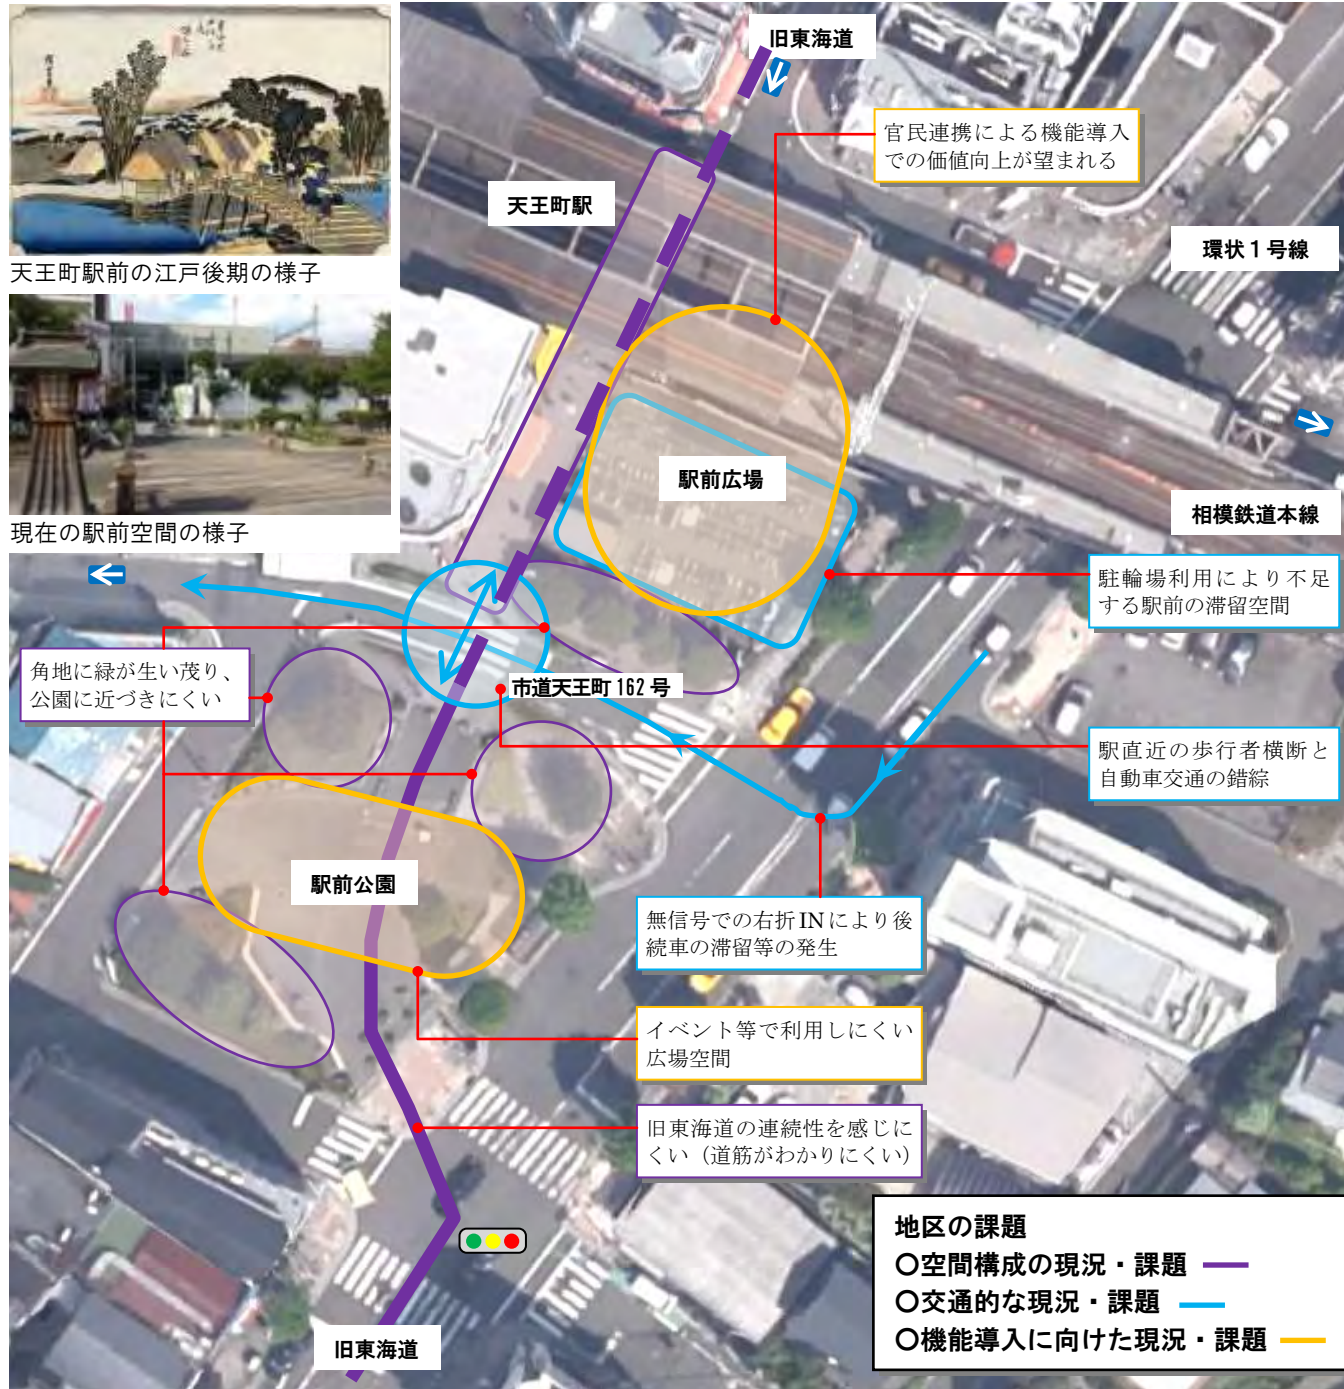 旧東海道
官民連携による機能導入
での価値向上が望まれる
天王町駅
環状1号線
天王町駅前の江戸後期の様子
駅前広場
相模鉄道本線
現在の駅前空間の様子
駐輪場利用により不足
する駅前の滞留空間
角地に緑が生い茂り、
公園に近づきにくい
市道天王町162号
駅直近の歩行者横断と
自動車交通の錯綜
駅前公園
無信号での右折INにより後
続車の滞留等の発生
イベント等で利用しにくい
広場空間
旧東海道の連続性を感じに
くい（道筋がわかりにくい）
地区の課題
〇空間構成の現況・課題
〇交通的な現況・課題
〇機能導入に向けた現況・課題
旧東海道